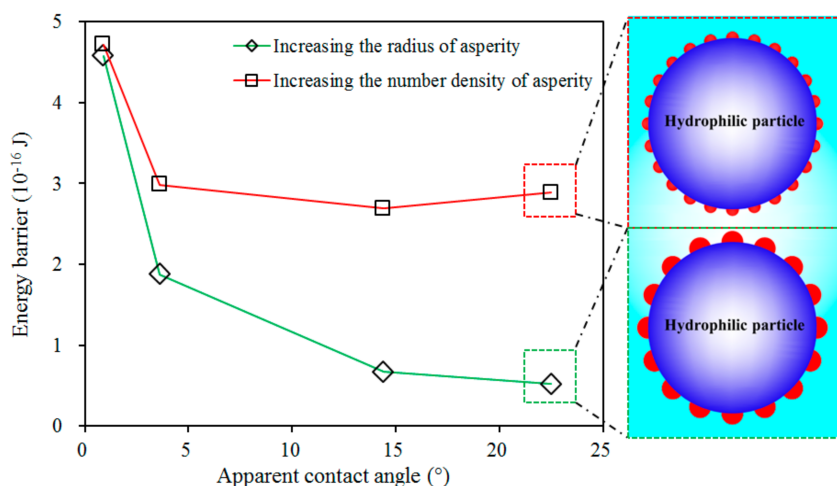 Increasing the radius of asperity
Increasing the number density of asperity
Energy barrier (10⁻¹⁶ J)
5
4
3
2
1
0
0
5
10
15
20
25
Apparent contact angle (°)
Hydrophilic particle
Hydrophilic particle